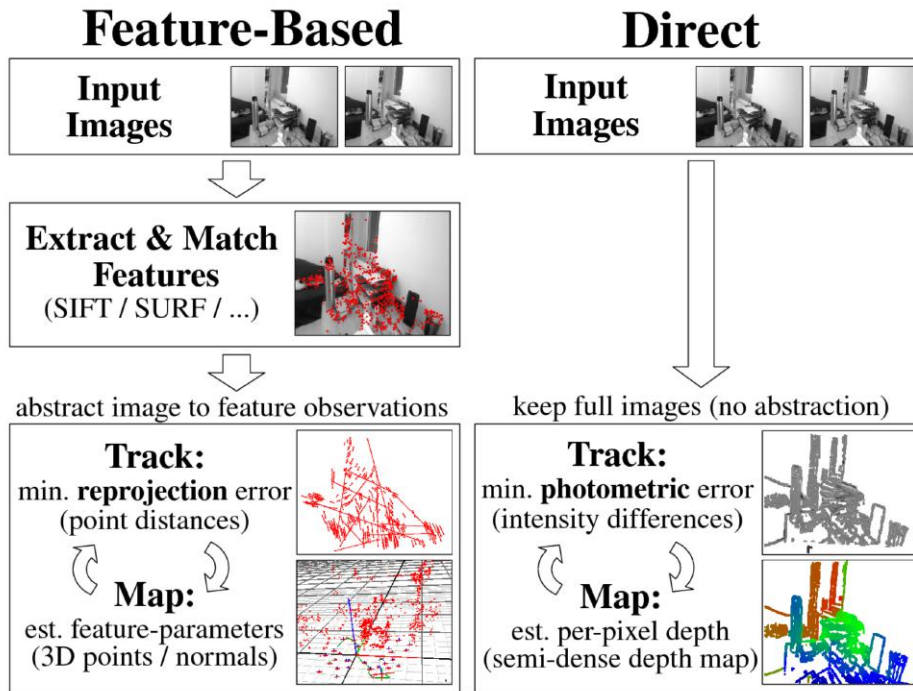 Feature-Based
Input
Images
Extract & Match
Features
(SIFT / SURF / ...)
abstract image to feature observations
Track:
min. reprojection error
(point distances)
Map:
est. feature-parameters
(3D points / normals)
Direct
Input
Images
keep full images (no abstraction)
Track:
min. photometric error
(intensity differences)
Map:
est. per-pixel depth
(semi-dense depth map)